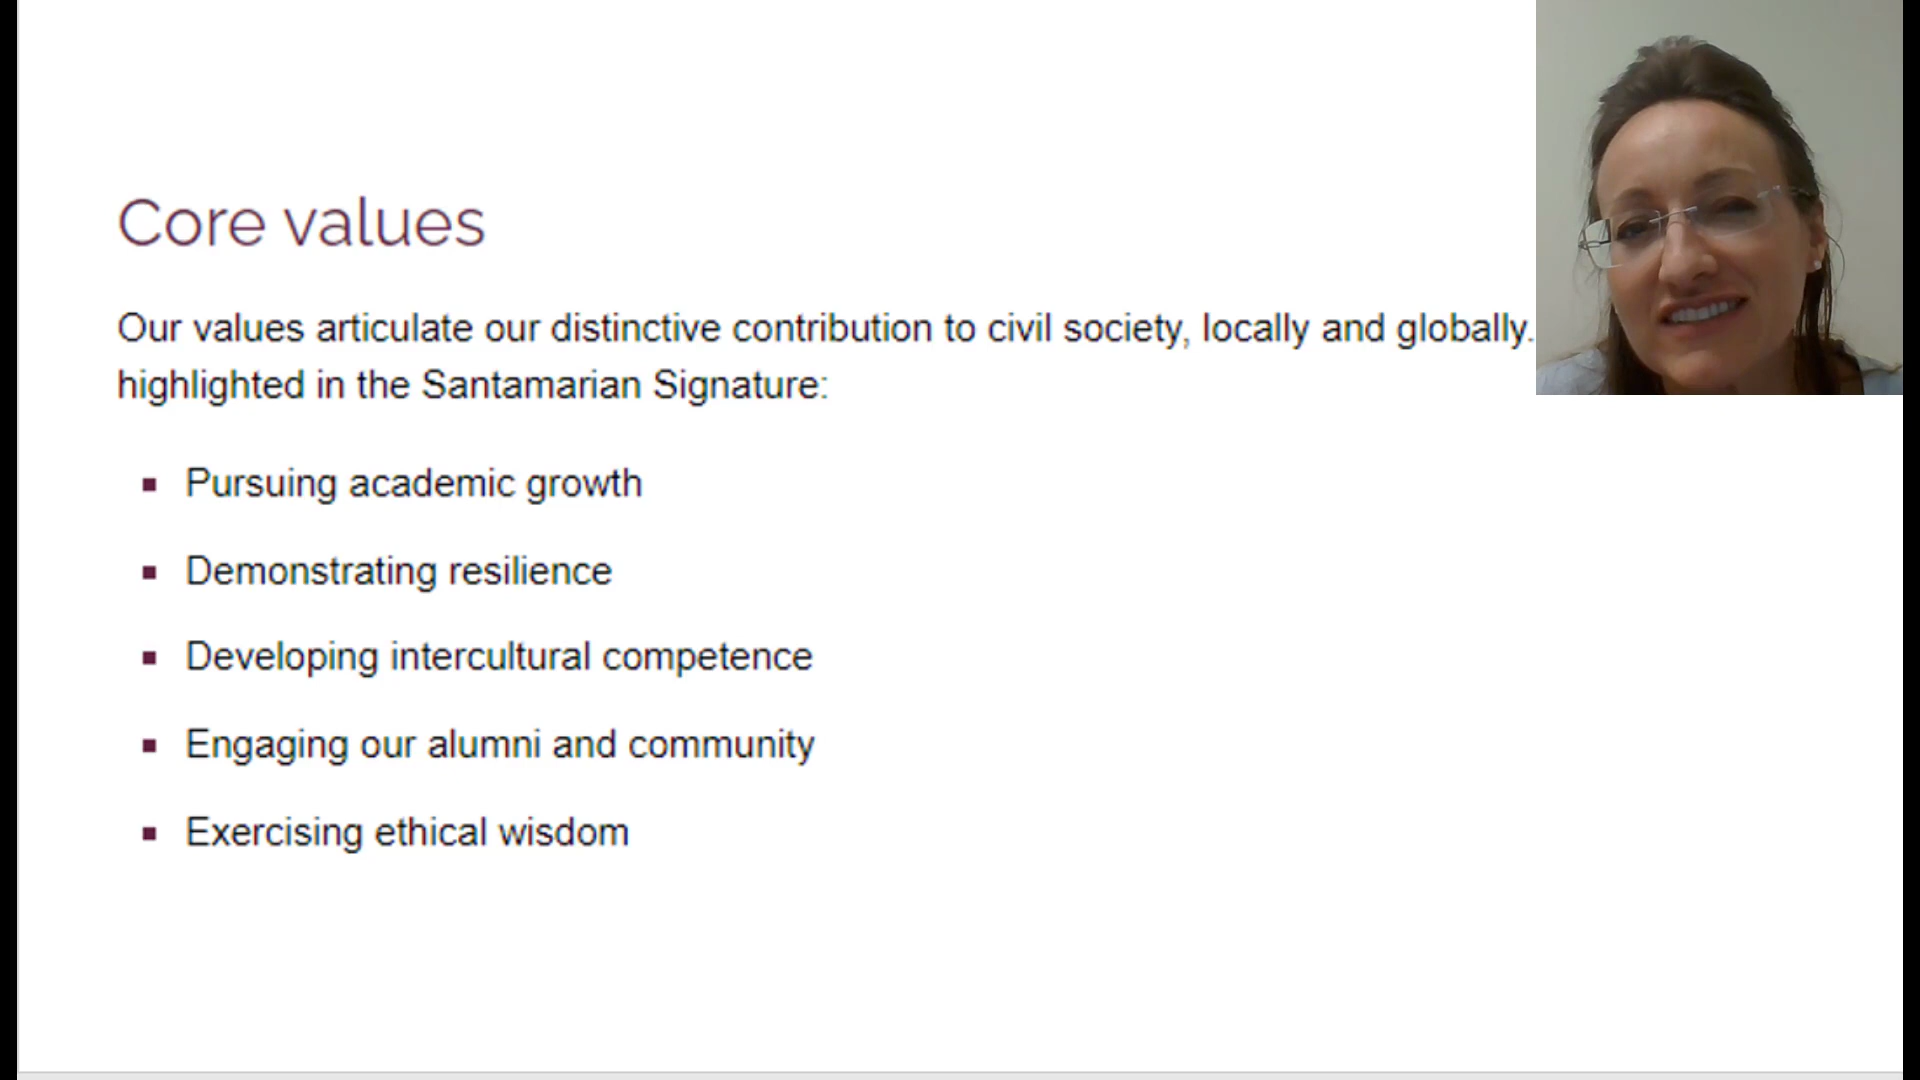 Core values
Our values articulate our distinctive contribution to civil society, locally and globally.
highlighted in the Santamarian Signature:
Pursuing academic growth
Demonstrating resilience
Developing intercultural competence
Engaging our alumni and community
Exercising ethical wisdom